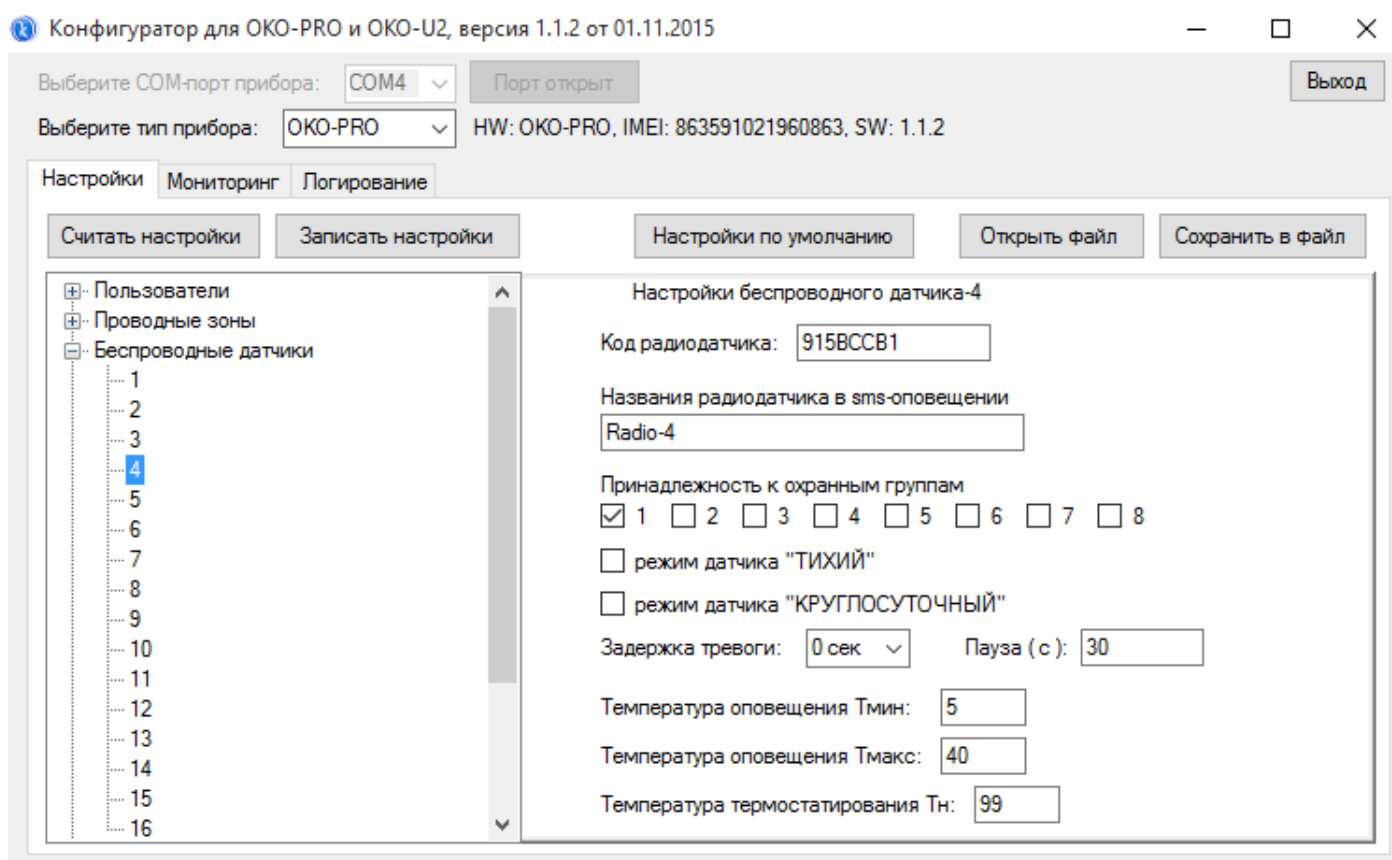 Конфигуратор для ОКО-PRO и ОКО-U2, версия 1.1.2 от 01.11.2015
Выберите COM-порт прибора: COM4 Порт открыт Выход
Выберите тип прибора: ОКО-PRO HW: ОКО-PRO, IMEI: 863591021960863, SW: 1.1.2
Настройки Мониторинг Логирование
Считать настройки Записать настройки Настройки по умолчанию Открыть файл Сохранить в файл
Пользователи
Проводные зоны
Беспроводные датчики
1
2
3
4
5
6
7
8
9
10
11
12
13
14
15
16
Настройки беспроводного датчика-4
Код радиодатчика: 915BCCB1
Названия радиодатчика в sms-оповещении
Radio-4
Принадлежность к охранным группам
1 2 3 4 5 6 7 8
режим датчика "ТИХИЙ"
режим датчика "КРУГЛОСУТОЧНЫЙ"
Задержка тревоги: 0 сек Пауза ( с ): 30
Температура оповещения Тмин: 5
Температура оповещения Тмакс: 40
Температура термостатирования Тн: 99